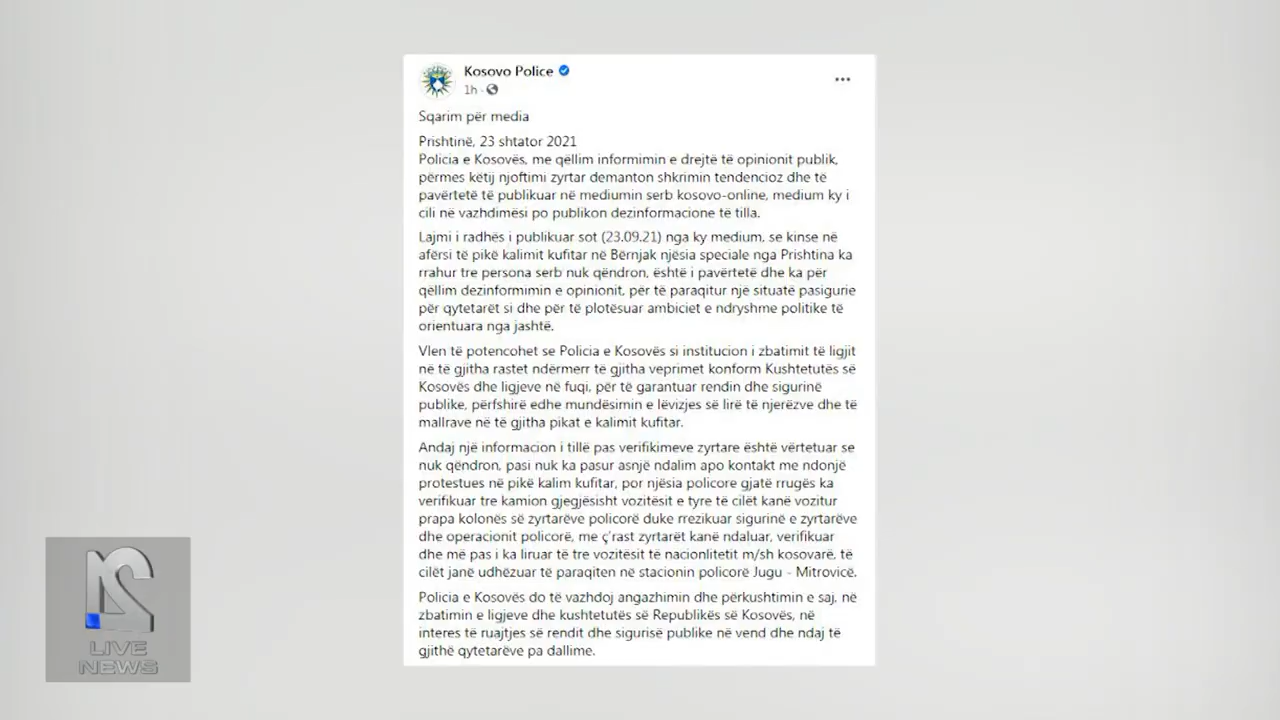 Kosovo Police
1h
Sqarim për media
Prishtinë, 23 shtator 2021
Policia e Kosovës, me qëllim informimin e drejtë të opinionit publik,
përmes këtij njoftimi zyrtar demanton shkrimin tendencioz dhe të
pavërtetë të publikuar në mediumin serb kosovo-online, medium ky i
cili në vazhdimësi po publikon dezinformacione të tilla.
Lajmi i radhës i publikuar sot (23.09.21) nga ky medium, se kinse në
afërsi të pikë kalimit kufitar në Bërnjak njësia speciale nga Prishtina ka
rrahur tre persona serb nuk qëndron, është i pavërtetë dhe ka për
qëllim dezinformimin e opinionit, për të paraqitur një situatë pasigurie
për qytetarët si dhe për të plotësuar ambiciet e ndryshme politike të
orientuara nga jashtë.
Vlen të potencohet se Policia e Kosovës si institucion i zbatimit të ligjit
në të gjitha rastet ndërmerr të gjitha veprimet konform Kushtetutës së
Kosovës dhe ligjeve në fuqi, për të garantuar rendin dhe sigurinë
publike, përfshirë edhe mundësimin e lëvizjes së lirë të njerëzve dhe të
mallrave në të gjitha pikat e kalimit kufitar.
Andaj një informacion i tillë pas verifikimeve zyrtare është vërtetuar se
nuk qëndron, pasi nuk ka pasur asnjë ndalim apo kontakt me ndonjë
protestues në pikë kalim kufitar, por njësia policore gjatë rrugës ka
verifikuar tre kamion gjegjësisht vozitësit e tyre të cilët kanë vozitur
prapa kolonës së zyrtarëve policorë duke rrezikuar sigurinë e zyrtarëve
dhe operacionit policorë, me ç'rast zyrtarët kanë ndaluar, verifikuar
dhe më pas i ka liruar të tre vozitësit të nacionlitetit m/sh kosovarë, të
cilët janë udhëzuar të paraqiten në stacionin policorë Jugu - Mitrovicë.
Policia e Kosovës do të vazhdoj angazhimin dhe përkushtimin e saj, në
zbatimin e ligjeve dhe kushtetutës së Republikës së Kosovës, në
interes të ruajtjes së rendit dhe sigurisë publike në vend dhe ndaj të
gjithë qytetarëve pa dallime.
LIVE
NEWS